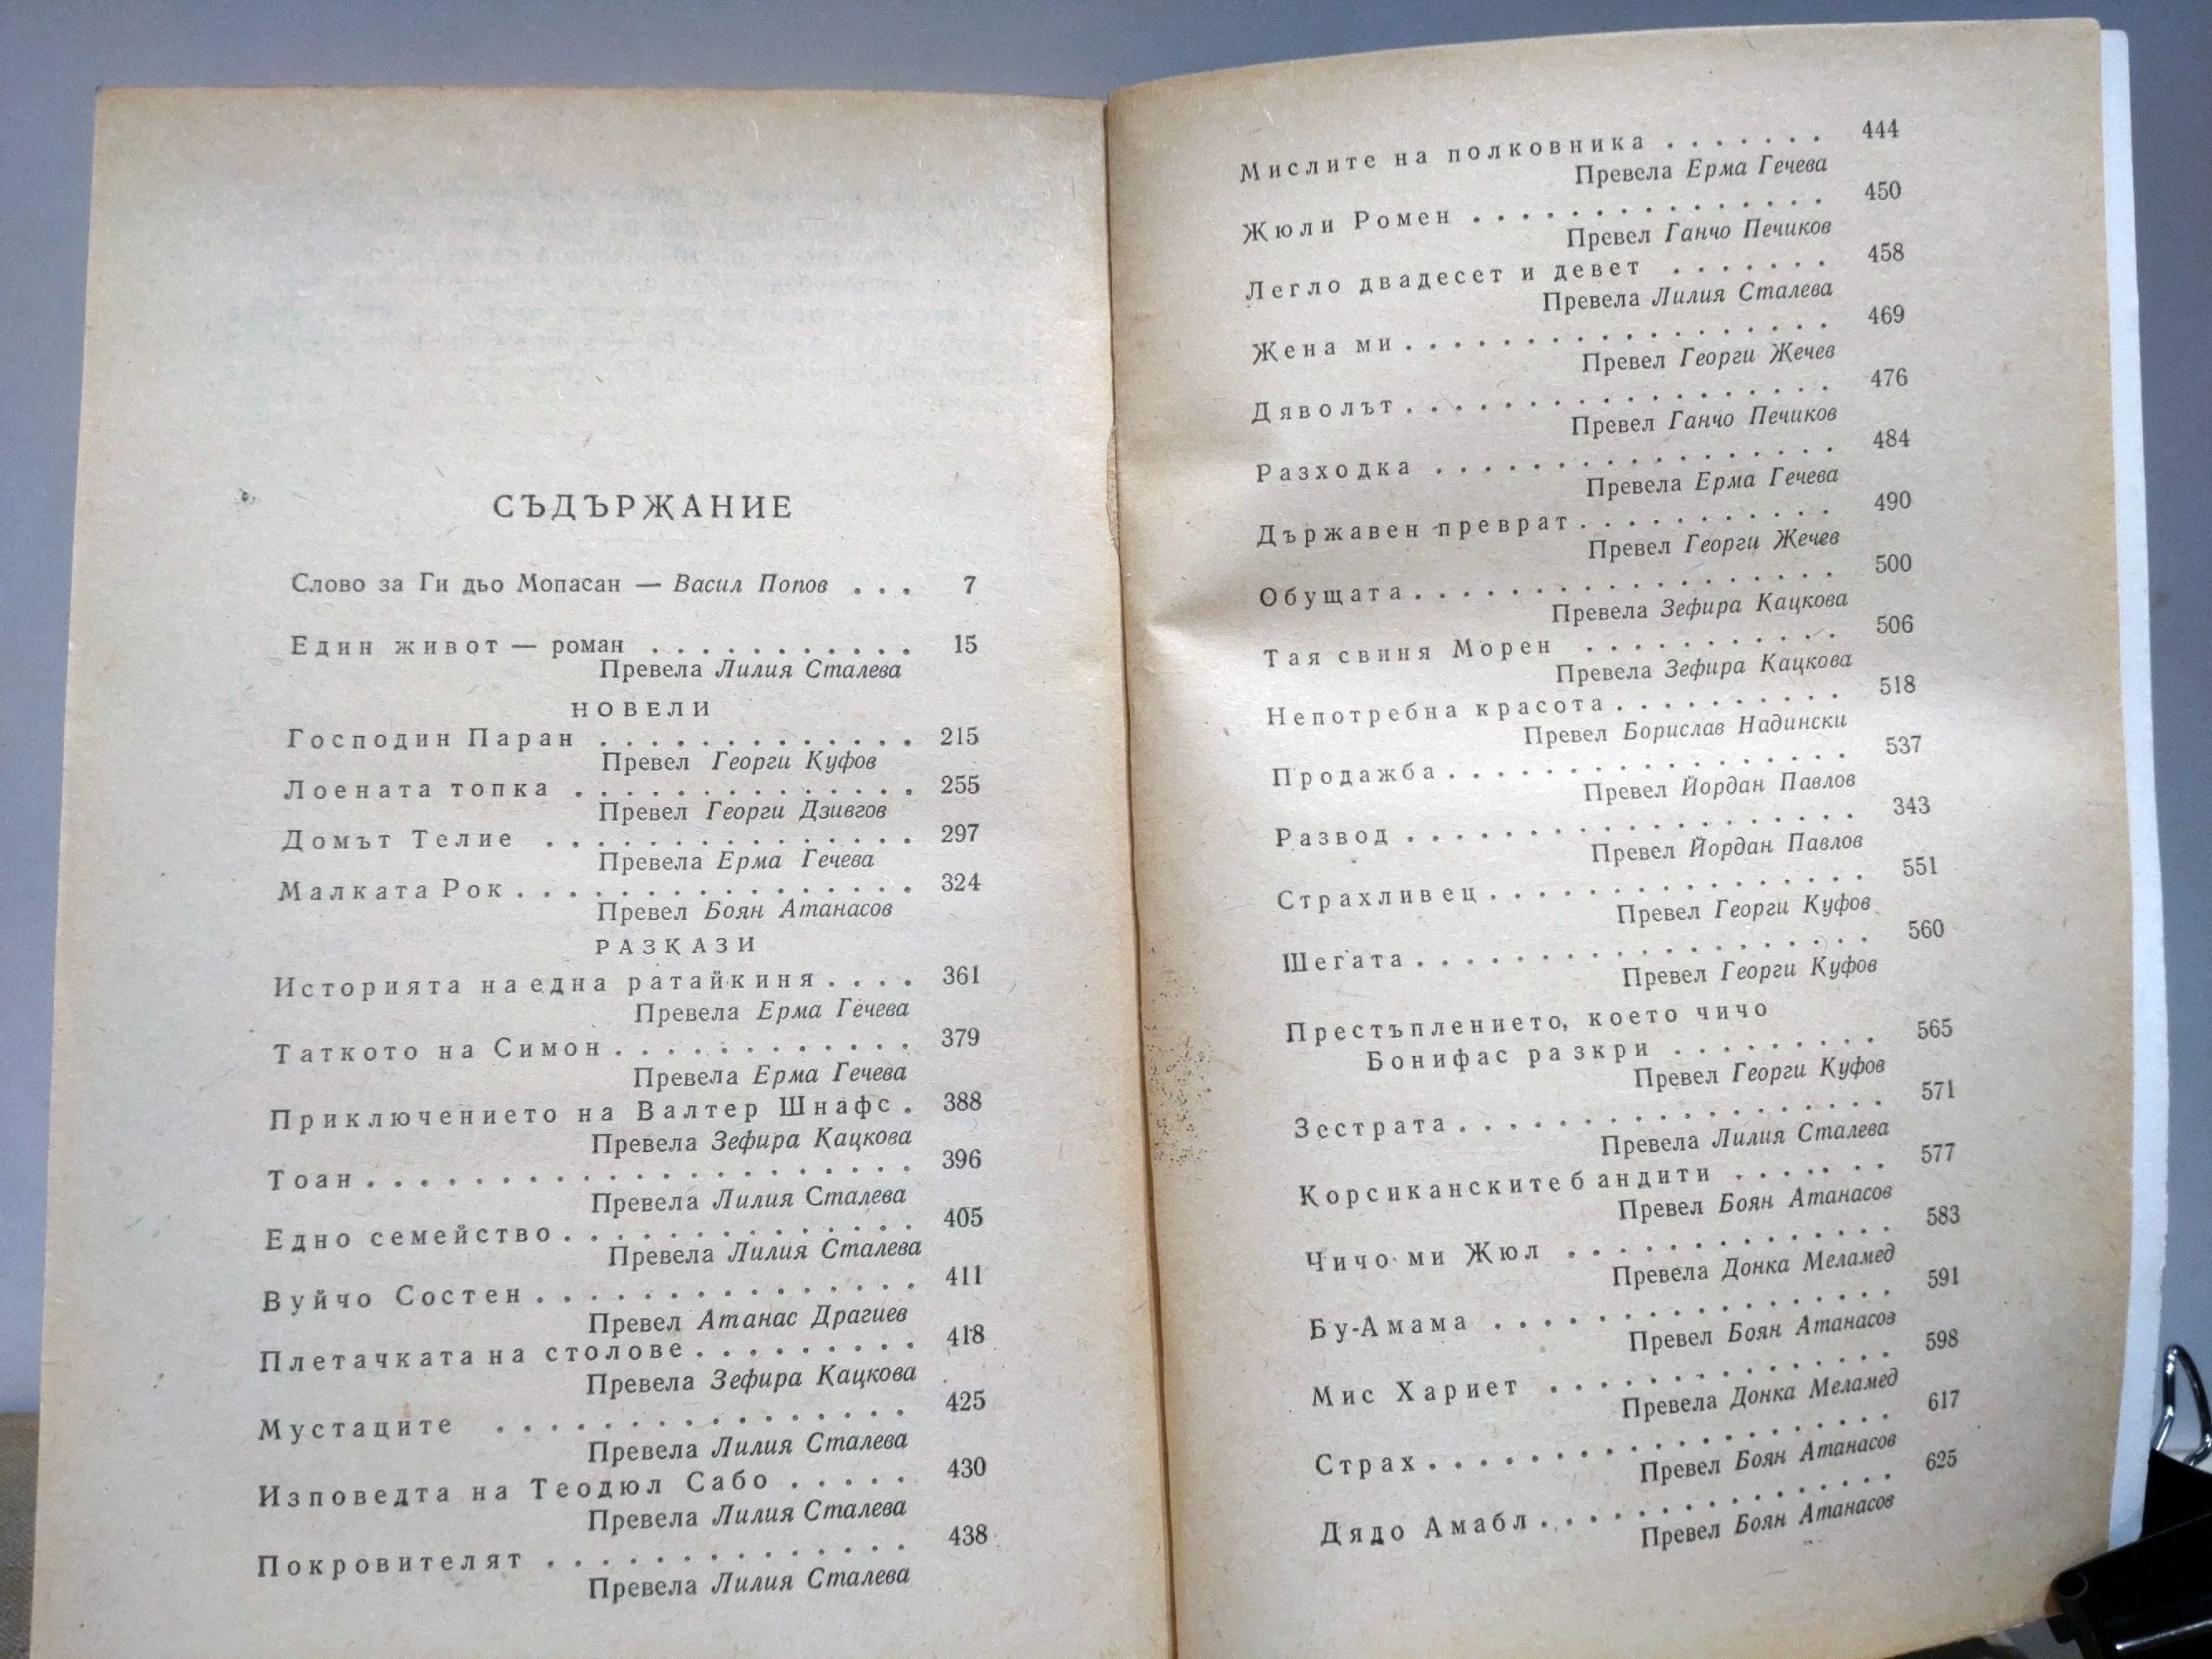 СЪДЪРЖАНИЕ
Слово за Ги дьо Мопасан — Васил Попов . . . 7
Един живот — роман . . . . . . . . . . . 15
Превела Лилия Сталева
НОВЕЛИ
Господин Паран . . . . . . . . . . . . . 215
Превел Георги Куфов
Лоената топка . . . . . . . . . . . . . . 255
Превел Георги Дзивгов
Домът Телие . . . . . . . . . . . . . . . 297
Превела Ерма Гечева
Малката Рок . . . . . . . . . . . . . . . . 324
Превел Боян Атанасов
РАЗКАЗИ
Историята на една ратайкиня . . . . 361
Превела Ерма Гечева
Таткото на Симон . . . . . . . . . . . . 379
Превела Ерма Гечева
Приключението на Валтер Шнафс . 388
Превела Зефира Кацкова
Тоан . . . . . . . . . . . . . . . . . . . . . 396
Превела Лилия Сталева
Едно семейство . . . . . . . . . . . . . . 405
Превела Лилия Сталева
Вуйчо Состен . . . . . . . . . . . . . . . 411
Превел Атанас Драгиев
Плетачката на столове . . . . . . . . . 418
Превела Зефира Кацкова
Мустаците . . . . . . . . . . . . . . . . 425
Превела Лилия Сталева
Изповедта на Теодюл Сабо . . . . . 430
Превела Лилия Сталева
Покровителят . . . . . . . . . . . . . . 438
Превела Лилия Сталева
Мислите на полковника . . . . . . . 444
Превела Ерма Гечева
Жюли Ромен . . . . . . . . . . . . . . . 450
Превел Ганчо Печиков
Легло двадесет и девет . . . . . . . 458
Превела Лилия Сталева
Жена ми . . . . . . . . . . . . . . . . . . 469
Превел Георги Жечев
Дяволът . . . . . . . . . . . . . . . . . . 476
Превел Ганчо Печиков
Разходка . . . . . . . . . . . . . . . . . 484
Превела Ерма Гечева
Държавен преврат . . . . . . . . . . . 490
Превел Георги Жечев
Обущата . . . . . . . . . . . . . . . . . . 500
Превела Зефира Кацкова
Тая свиня Морен . . . . . . . . . . . 506
Превела Зефира Кацкова
Непотребна красота . . . . . . . . . . 518
Превел Борислав Надински
Продажба . . . . . . . . . . . . . . . . . 537
Превел Йордан Павлов
Развод . . . . . . . . . . . . . . . . . . . 343
Превел Йордан Павлов
Страхливец . . . . . . . . . . . . . . . . 551
Превел Георги Куфов
Шегата . . . . . . . . . . . . . . . . . . . 560
Превел Георги Куфов
Престъплението, което чичо
Бонифас разкри . . . . . . . . . 565
Превел Георги Куфов
Зестрата . . . . . . . . . . . . . . . . . . 571
Превела Лилия Сталева
Корсиканските бандити . . . . . . . 577
Превел Боян Атанасов
Чичо ми Жюл . . . . . . . . . . . . . . 583
Превела Донка Меламед
Бу-Амама . . . . . . . . . . . . . . . . . 591
Превел Боян Атанасов
Мис Хариет . . . . . . . . . . . . . . . 598
Превела Донка Меламед
Страх . . . . . . . . . . . . . . . . . . . . 617
Превел Боян Атанасов
Дядо Амабл . . . . . . . . . . . . . . . . 625
Превел Боян Атанасов